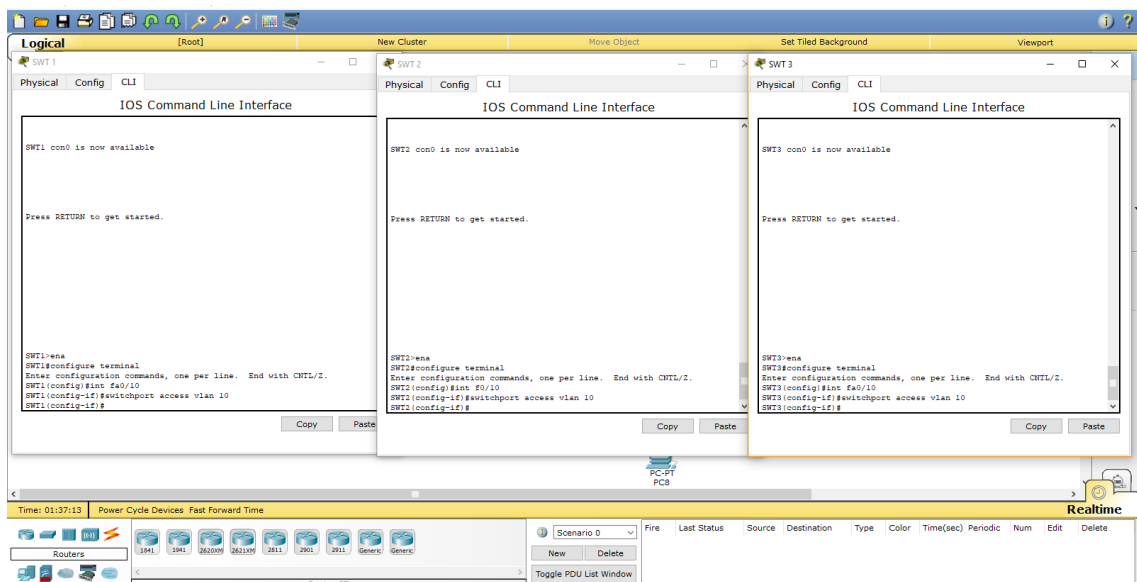 Logical
[Root]
New Cluster
Move Object
Set Tiled Background
Viewport
SWT 1
Physical Config CLI
IOS Command Line Interface
SWT1 con0 is now available
Press RETURN to get started.
SWT1>ena
SWT1#configure terminal
Enter configuration commands, one per line. End with CNTL/Z.
SWT1(config)#int fa0/10
SWT1(config-if)#switchport access vlan 10
SWT1(config-if)#
Copy
Paste
SWT 2
Physical Config CLI
IOS Command Line Interface
SWT2 con0 is now available
Press RETURN to get started.
SWT2>ena
SWT2#configure terminal
Enter configuration commands, one per line. End with CNTL/Z.
SWT2(config)#int f0/10
SWT2(config-if)#switchport access vlan 10
SWT2(config-if)#
Copy
Paste
SWT 3
Physical Config CLI
IOS Command Line Interface
SWT3 con0 is now available
Press RETURN to get started.
SWT3>ena
SWT3#configure terminal
Enter configuration commands, one per line. End with CNTL/Z.
SWT3(config)#int fa0/10
SWT3(config-if)#switchport access vlan 10
SWT3(config-if)#
Copy
Paste
PC-PT
PC8
Time: 01:37:13 Power Cycle Devices Fast Forward Time
Realtime
Routers
1841 1941 2620XM 2621XM 2811 2901 2911 Generic Generic
Scenario 0
New
Delete
Toggle PDU List Window
Fire Last Status Source Destination Type Color Time(sec) Periodic Num Edit Delete